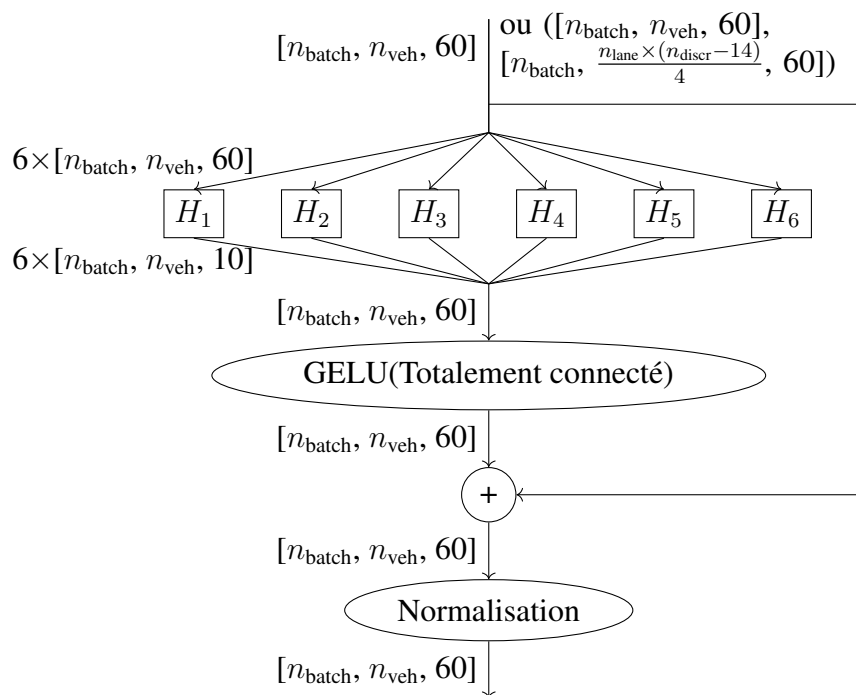 [n_batch, n_veh, 60]
ou ([n_batch, n_veh, 60],
[n_batch, \frac{n_lane×(n_discr−14)}{4}, 60])
6×[n_batch, n_veh, 60]
H_1 H_2 H_3 H_4 H_5 H_6
6×[n_batch, n_veh, 10]
[n_batch, n_veh, 60]
GELU(Totalement connecté)
[n_batch, n_veh, 60]
+
[n_batch, n_veh, 60]
Normalisation
[n_batch, n_veh, 60]